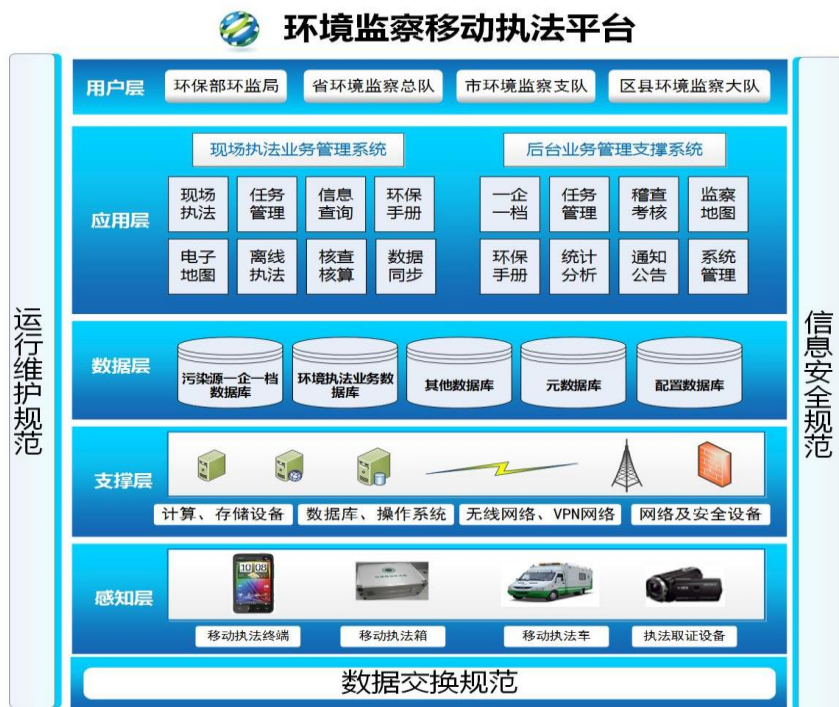 环境监察移动执法平台
运行维护规范
信息安全规范
用户层
环保部环监局
省环境监察总队
市环境监察支队
区县环境监察大队
应用层
现场执法业务管理系统
现场
执法
任务
管理
信息
查询
环保
手册
电子
地图
离线
执法
核查
核算
数据
同步
后台业务管理支撑系统
一企
一档
任务
管理
稽查
考核
监察
地图
环保
手册
统计
分析
通知
公告
系统
管理
数据层
污染源一企一档
数据库
环境执法业务数
据库
其他数据库
元数据库
配置数据库
支撑层
计算、存储设备
数据库、操作系统
无线网络、VPN网络
网络及安全设备
感知层
10 08
移动执法终端
移动执法箱
移动执法车
执法取证设备
数据交换规范